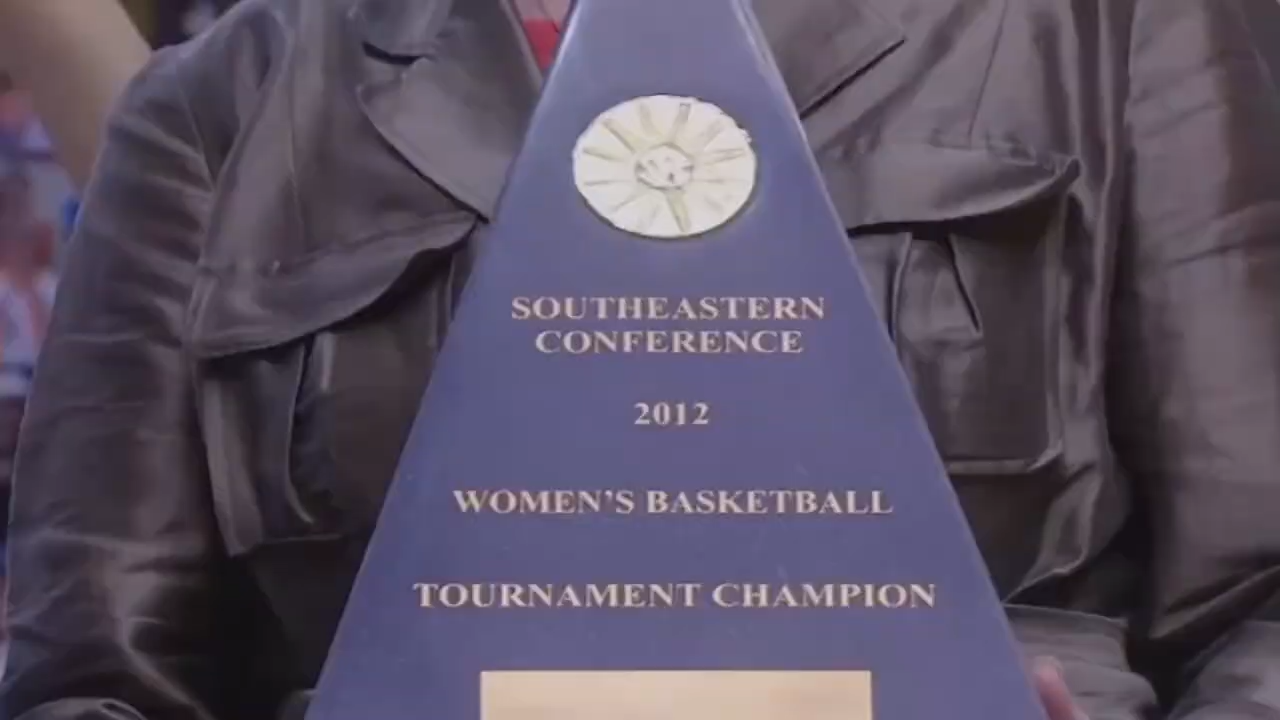 SOUTHEASTERN
CONFERENCE
2012
WOMEN'S BASKETBALL
TOURNAMENT CHAMPION